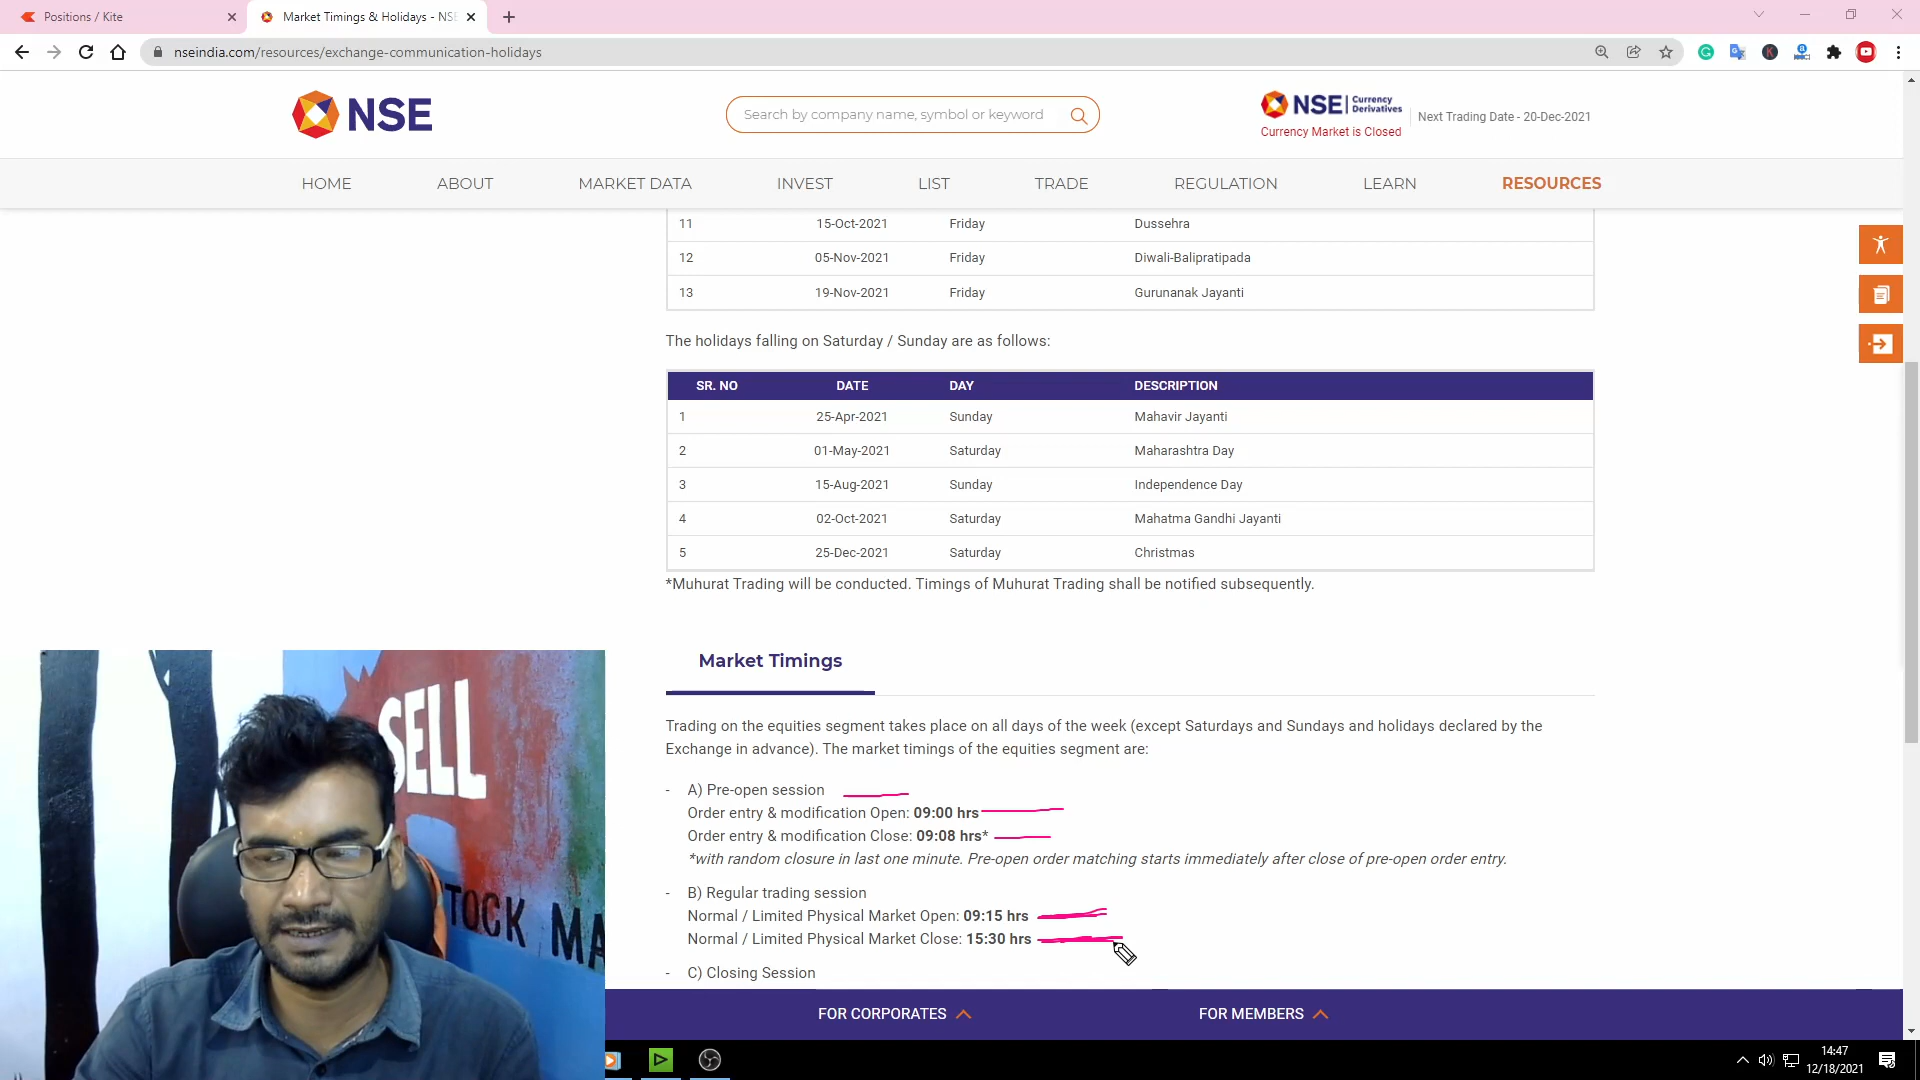 Positions / Kite
Market Timings & Holidays - NSE
nseindia.com/resources/exchange-communication-holidays
NSE
Search by company name, symbol or keyword
NSE Currency Derivatives
Currency Market is Closed
Next Trading Date - 20-Dec-2021
HOME ABOUT MARKET DATA INVEST LIST TRADE REGULATION LEARN RESOURCES
11 15-Oct-2021 Friday Dussehra
12 05-Nov-2021 Friday Diwali-Balipratipada
13 19-Nov-2021 Friday Gurunanak Jayanti
The holidays falling on Saturday / Sunday are as follows:
SR. NO DATE DAY DESCRIPTION
1 25-Apr-2021 Sunday Mahavir Jayanti
2 01-May-2021 Saturday Maharashtra Day
3 15-Aug-2021 Sunday Independence Day
4 02-Oct-2021 Saturday Mahatma Gandhi Jayanti
5 25-Dec-2021 Saturday Christmas
*Muhurat Trading will be conducted. Timings of Muhurat Trading shall be notified subsequently.
Market Timings
Trading on the equities segment takes place on all days of the week (except Saturdays and Sundays and holidays declared by the
Exchange in advance). The market timings of the equities segment are:
- A) Pre-open session
Order entry & modification Open: 09:00 hrs
Order entry & modification Close: 09:08 hrs*
*with random closure in last one minute. Pre-open order matching starts immediately after close of pre-open order entry.
- B) Regular trading session
Normal / Limited Physical Market Open: 09:15 hrs
Normal / Limited Physical Market Close: 15:30 hrs
- C) Closing Session
SELL
TOCK MA
FOR CORPORATES FOR MEMBERS
14:47
12/18/2021